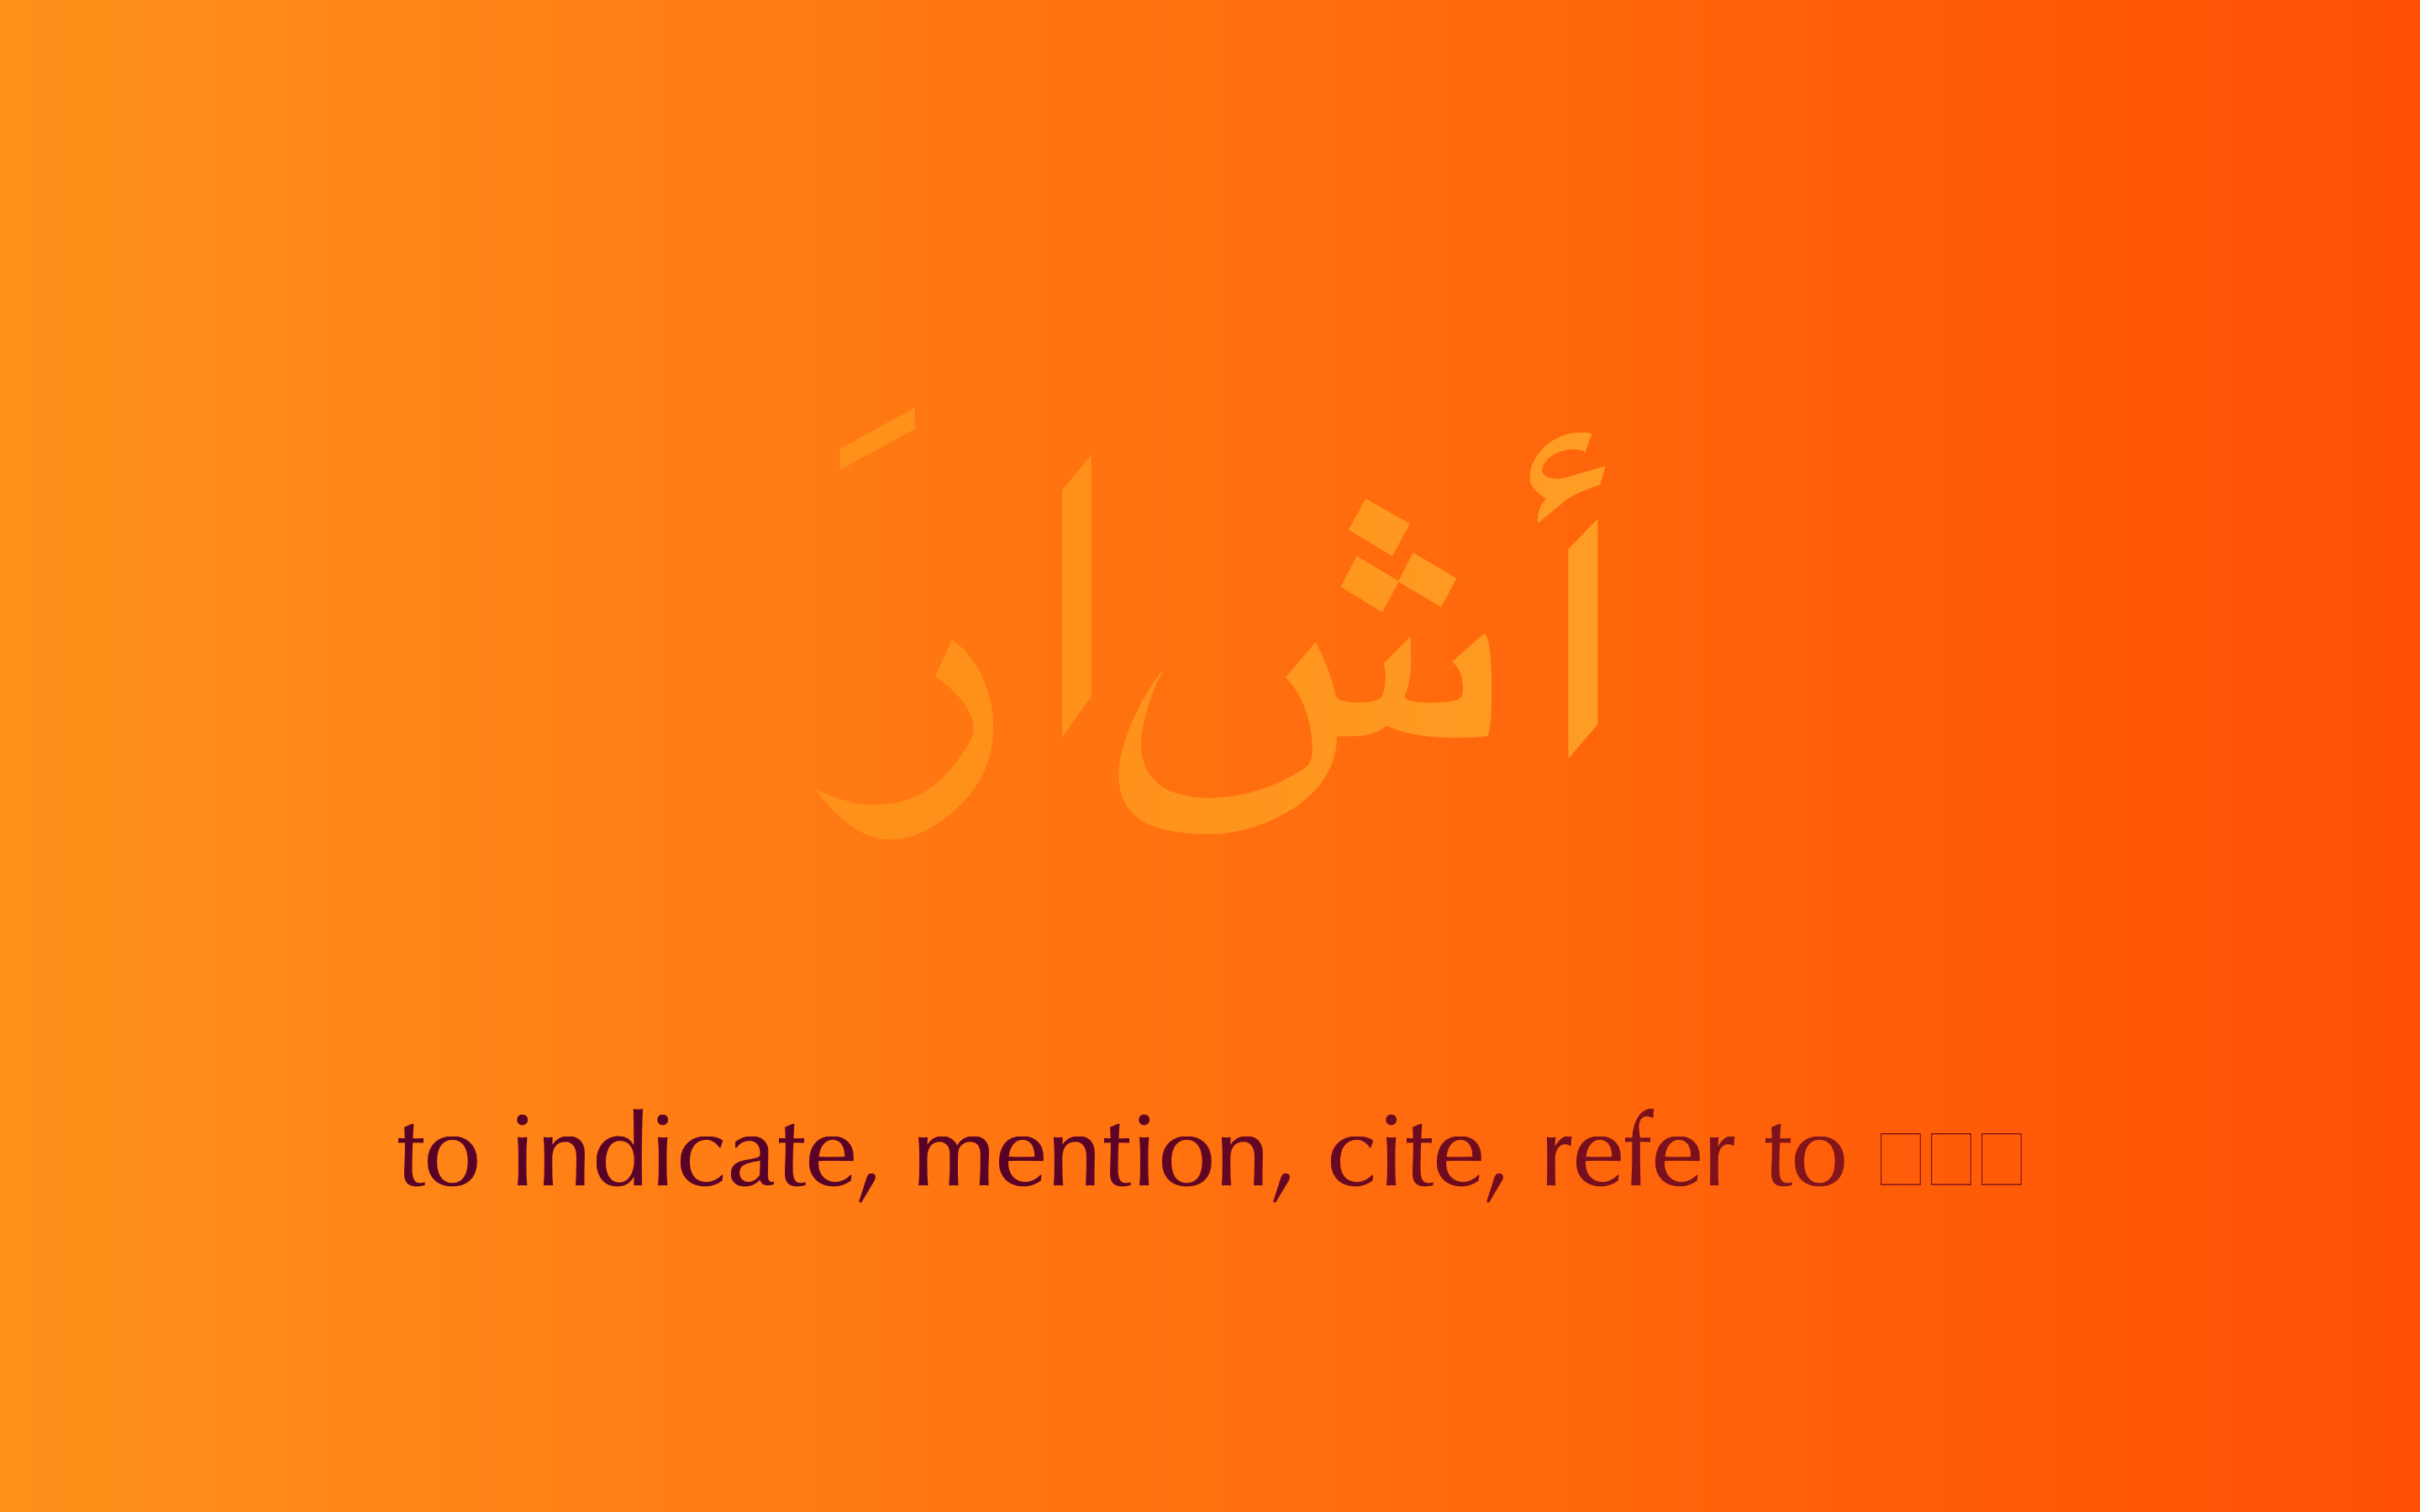 أشارَ
to indicate, mention, cite, refer to □□□